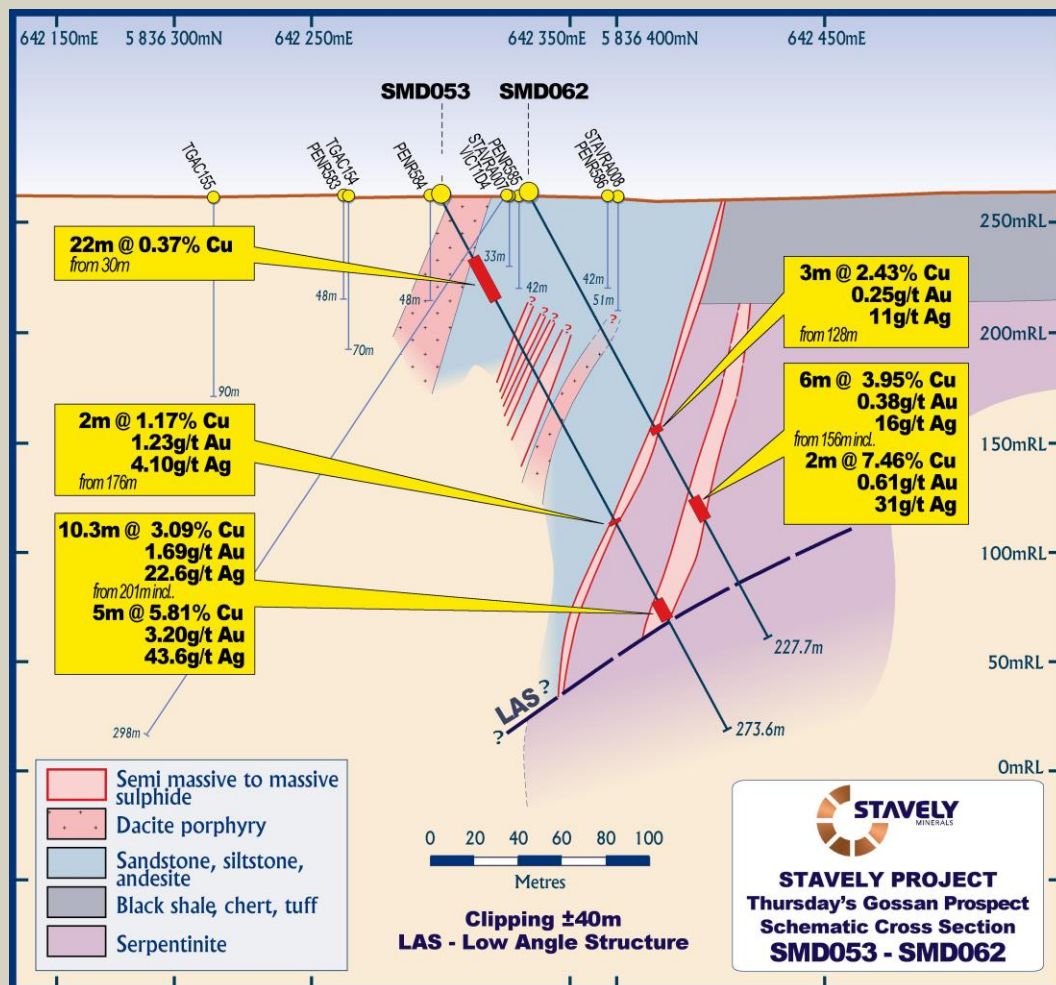 642 150mE
5 836 300mN
642 250mE
642 350mE
5 836 400mN
642 450mE
SMD053
SMD062
TGAC155
PENR583
TGAC154
PENR584
VICT1D4
STAVRA007
PENR585
PENR586
STAVRA008
250mRL
200mRL
150mRL
100mRL
50mRL
0mRL
22m @ 0.37% Cu
from 30m
48m
70m
90m
48m
33m
42m
42m
51m
? ? ? ?
?
3m @ 2.43% Cu
0.25g/t Au
11g/t Ag
from 128m
6m @ 3.95% Cu
0.38g/t Au
16g/t Ag
from 156m incl.
2m @ 7.46% Cu
0.61g/t Au
31g/t Ag
2m @ 1.17% Cu
1.23g/t Au
4.10g/t Ag
from 176m
10.3m @ 3.09% Cu
1.69g/t Au
22.6g/t Ag
from 201m incl.
5m @ 5.81% Cu
3.20g/t Au
43.6g/t Ag
298m
227.7m
273.6m
? LAS ?
Semi massive to massive
sulphide
Dacite porphyry
Sandstone, siltstone,
andesite
Black shale, chert, tuff
Serpentinite
0 20 40 60 80 100
Metres
Clipping ±40m
LAS - Low Angle Structure
STAVELY
MINERALS
STAVELY PROJECT
Thursday's Gossan Prospect
Schematic Cross Section
SMD053 - SMD062